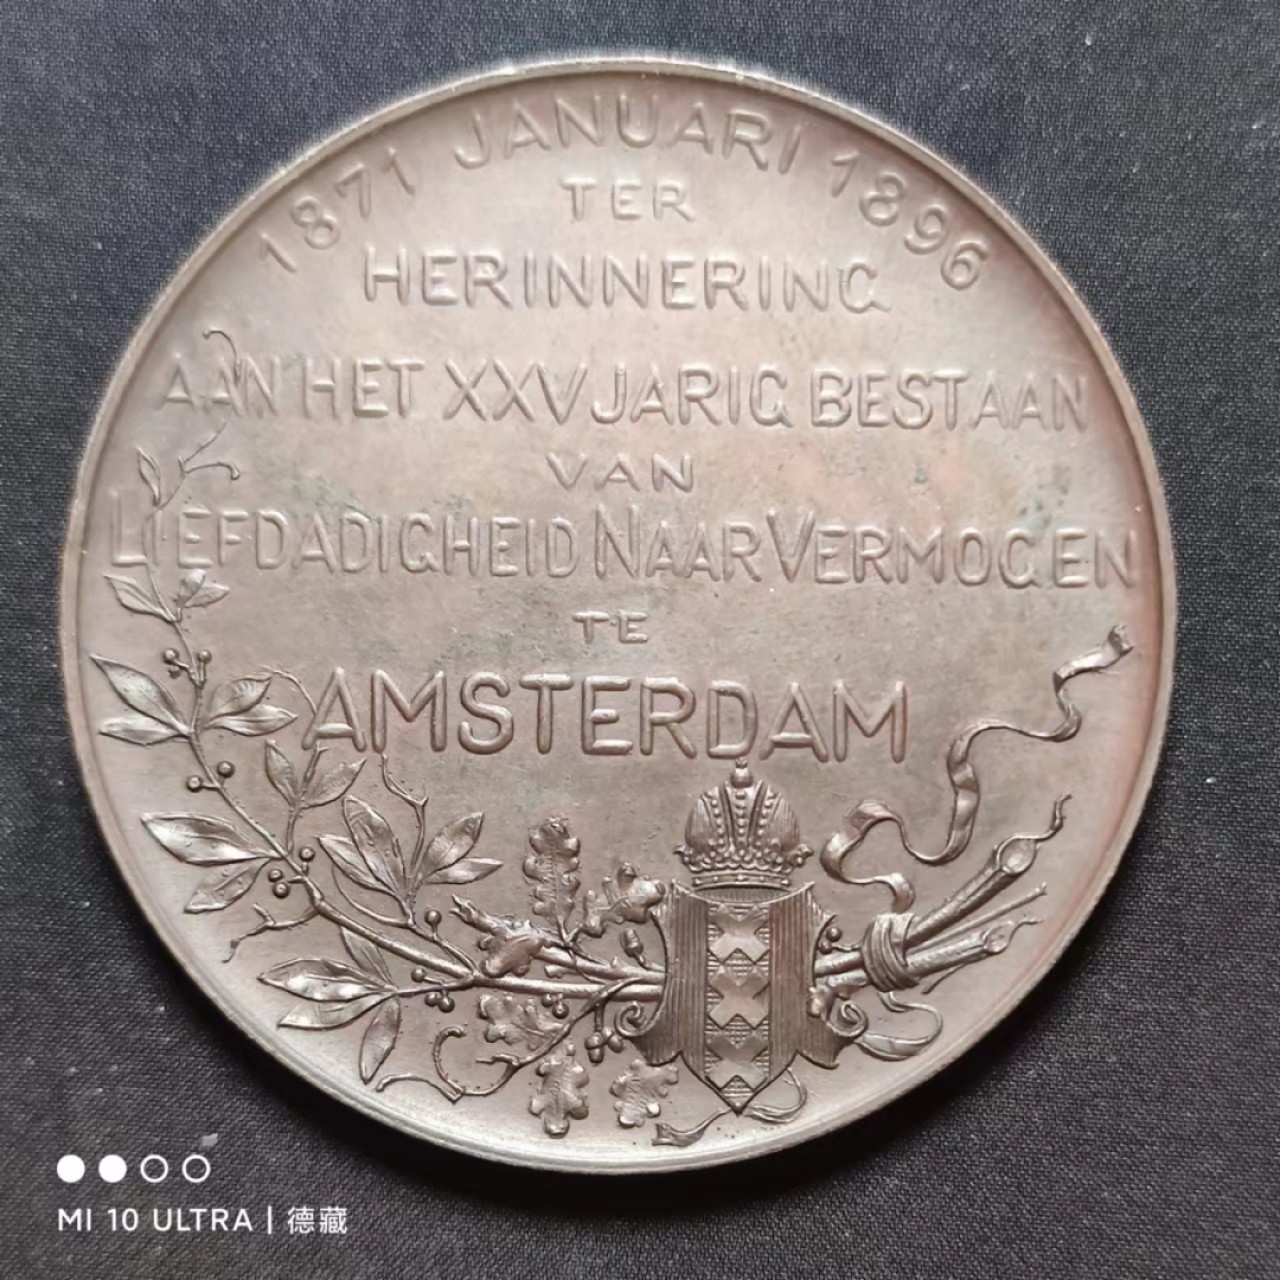 1871 JANUARI 1896
TER
HERINNERING
AAN HET XXV JARIG BESTAAN
VAN
LIEFDADIGHEID NAAR VERMOGEN
TE
AMSTERDAM
MI 10 ULTRA | 德藏